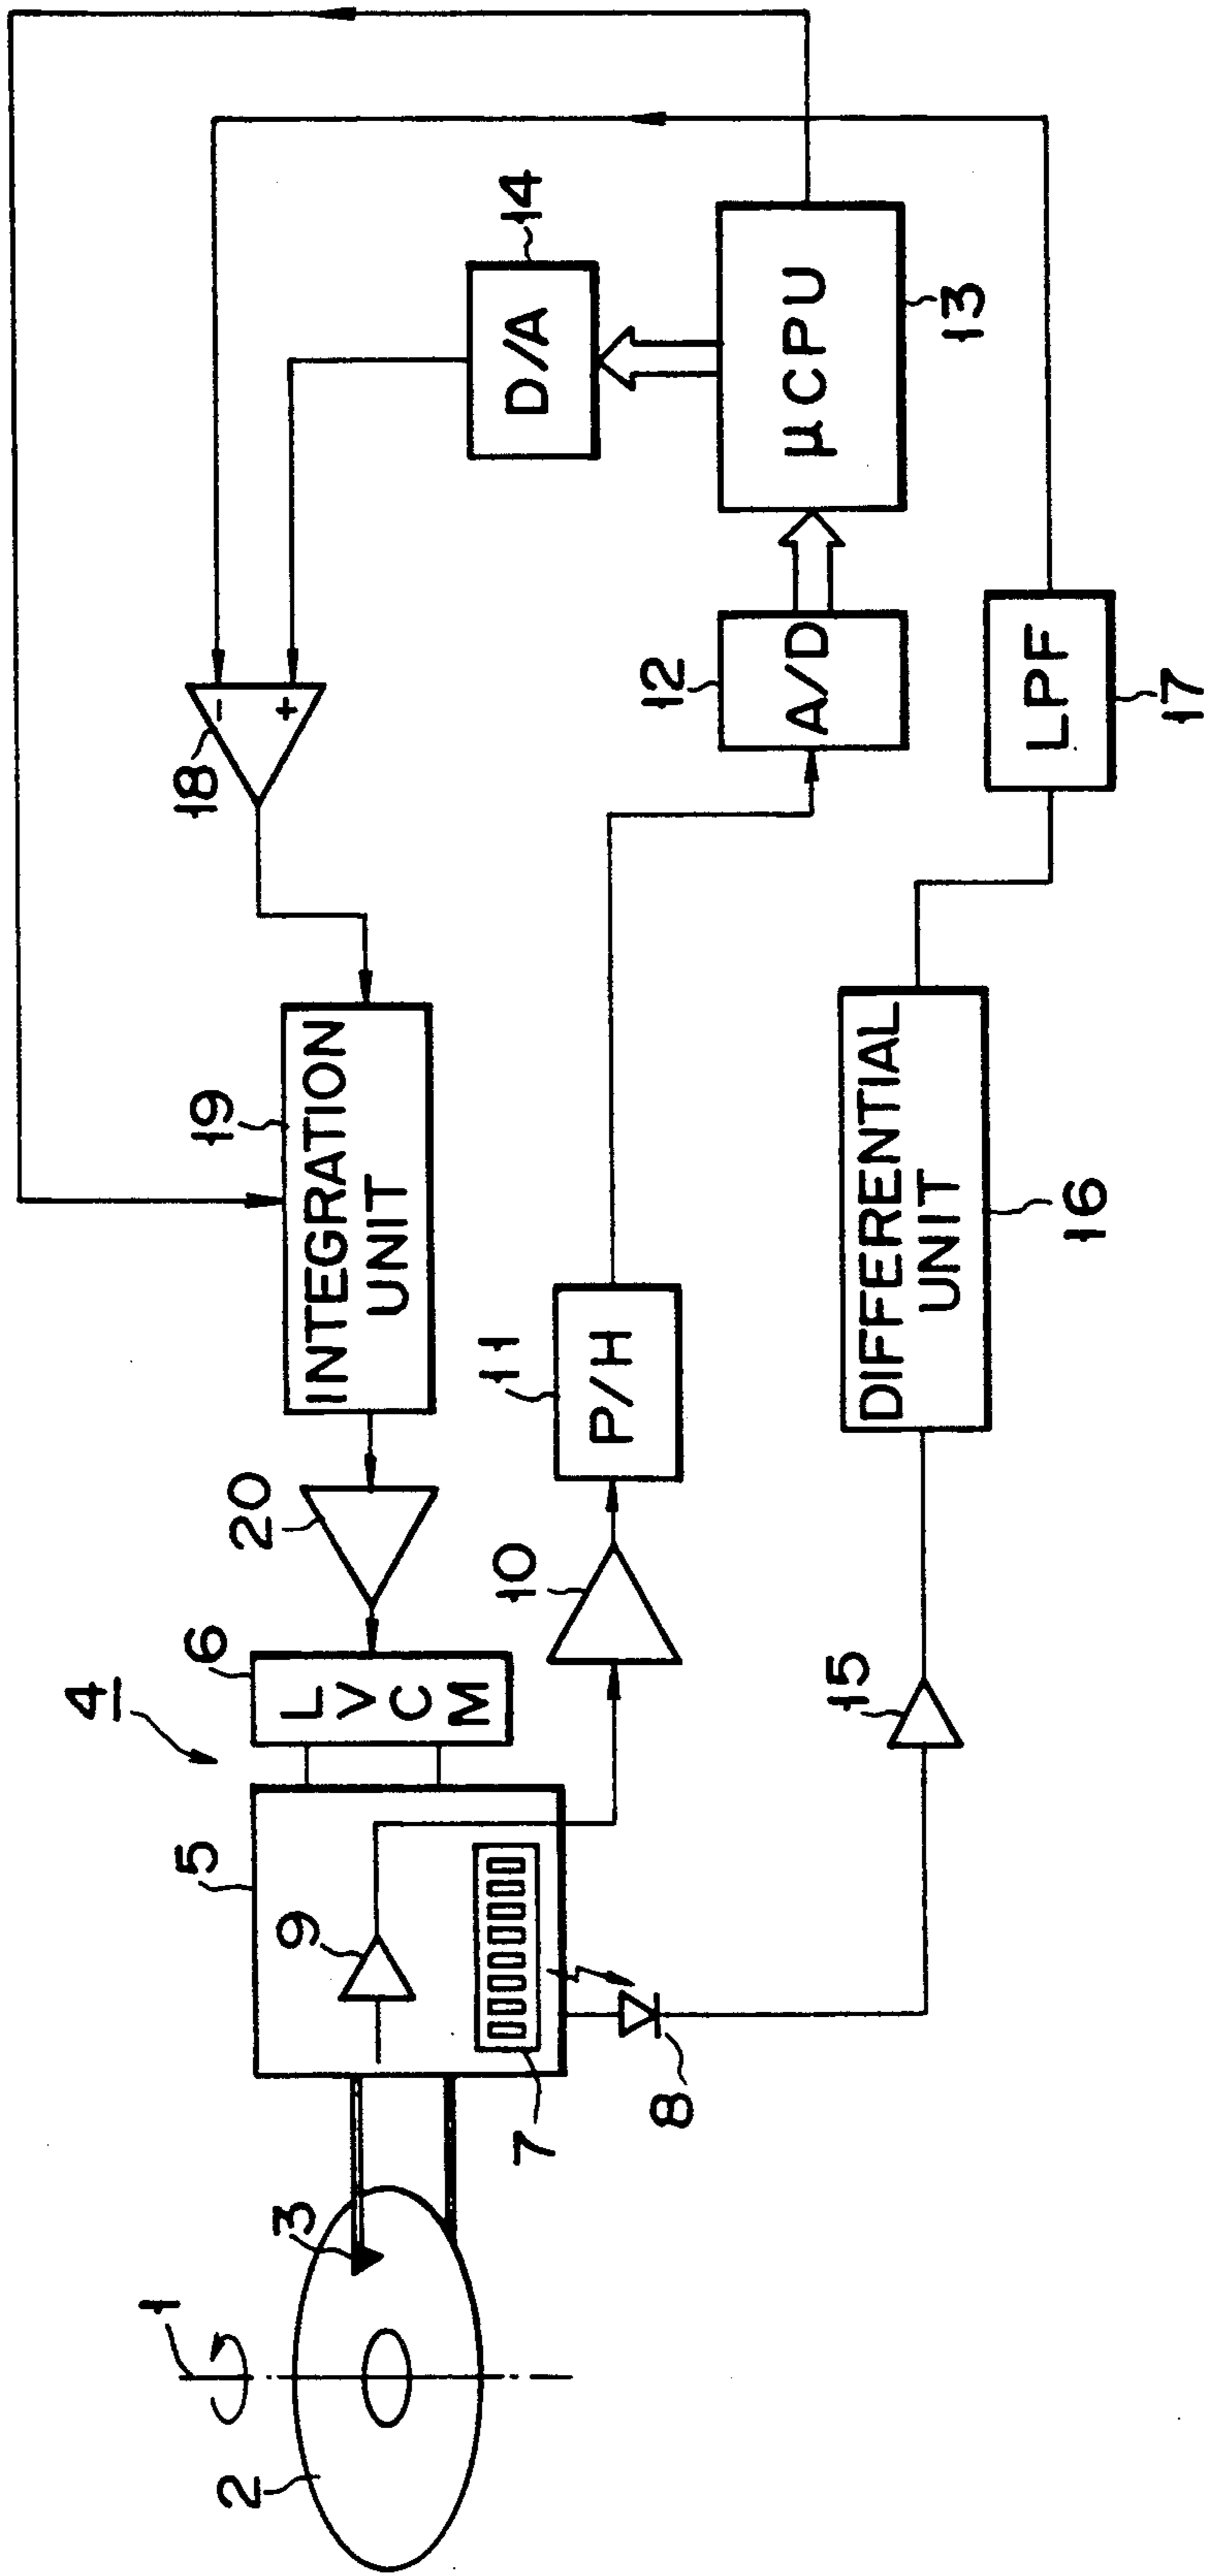 1
2
3
4
5
6
L
V
C
M
7
8
9
10
11
P/H
12
A/D
13
μCPU
14
D/A
15
16
DIFFERENTIAL
UNIT
17
LPF
18
-
+
19
INTEGRATION
UNIT
20